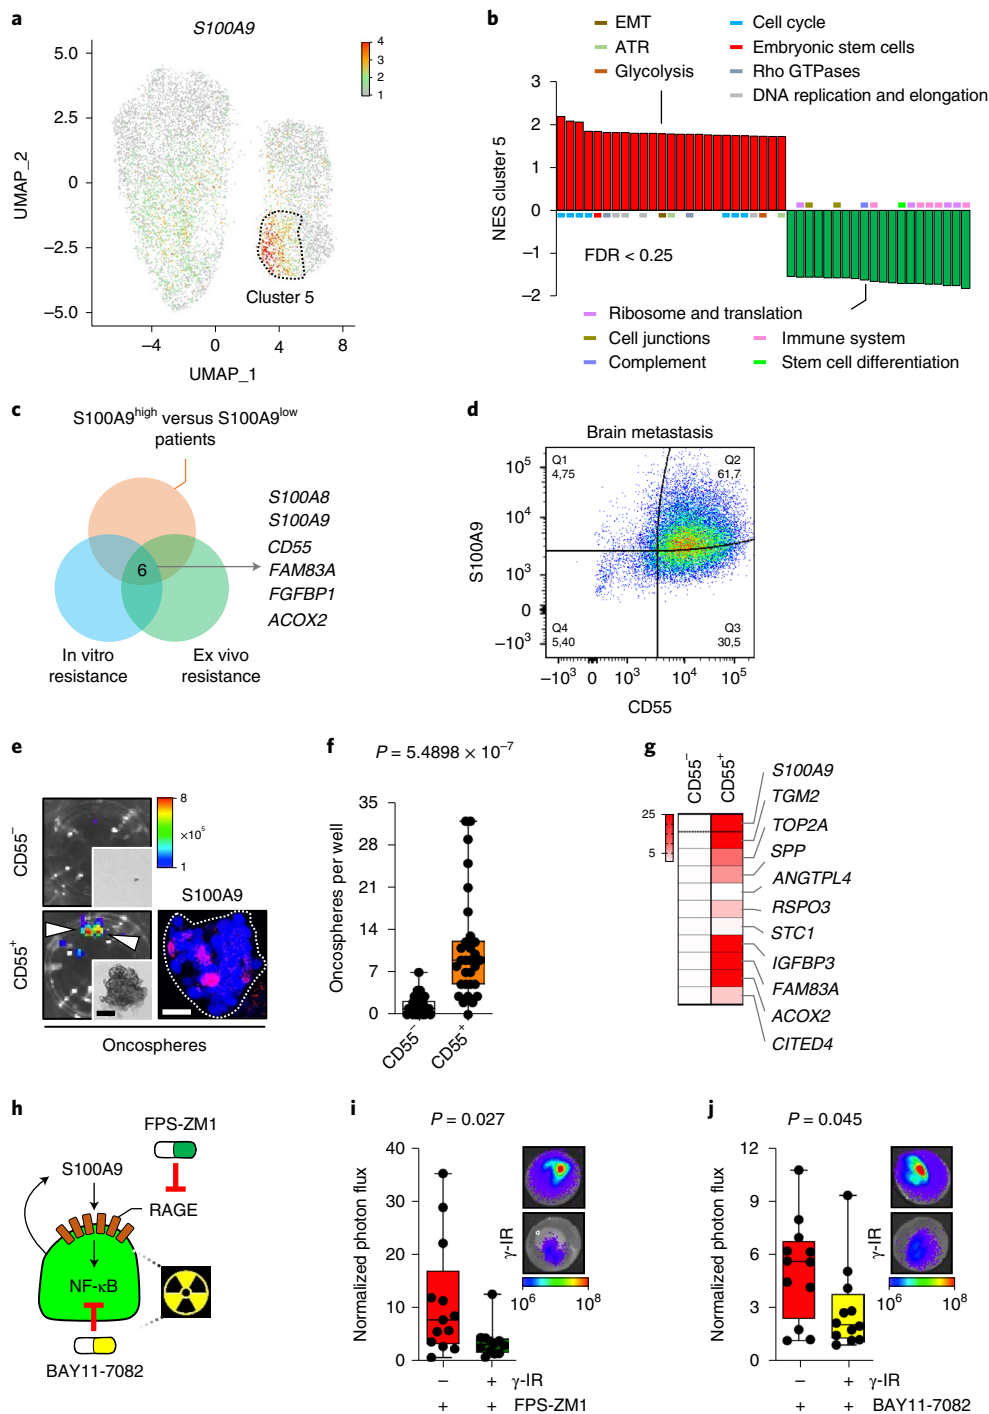 a
S100A9
5.0
2.5
0
−2.5
−5.0
UMAP_2
4
3
2
1
Cluster 5
−4
0
4
8
UMAP_1
b
EMT
ATR
Glycolysis
Cell cycle
Embryonic stem cells
Rho GTPases
DNA replication and elongation
3
2
1
0
−1
−2
NES cluster 5
FDR < 0.25
Ribosome and translation
Cell junctions
Complement
Immune system
Stem cell differentiation
c
S100A9high versus S100A9low
patients
6
S100A8
S100A9
CD55
FAM83A
FGFBP1
ACOX2
In vitro
resistance
Ex vivo
resistance
d
Brain metastasis
Q1
4,75
Q2
61,7
Q4
5,40
Q3
30,5
10⁵
10⁴
10³
0
−10³
S100A9
−10³ 0 10³ 10⁴ 10⁵
CD55
e
CD55⁻
CD55⁺
8
×10⁵
1
S100A9
Oncospheres
f
P = 5.4898 × 10⁻⁷
35
28
21
14
7
0
Oncospheres per well
CD55⁻
CD55⁺
g
CD55⁻
CD55⁺
25
5
S100A9
TGM2
TOP2A
SPP
ANGTPL4
RSPO3
STC1
IGFBP3
FAM83A
ACOX2
CITED4
h
FPS-ZM1
S100A9
RAGE
NF-κB
BAY11-7082
i
P = 0.027
40
30
20
10
0
Normalized photon flux
γ-IR
10⁶ 10⁸
− + γ-IR
+ + FPS-ZM1
j
P = 0.045
12
9
6
3
0
Normalized photon flux
γ-IR
10⁶ 10⁸
− + γ-IR
+ + BAY11-7082